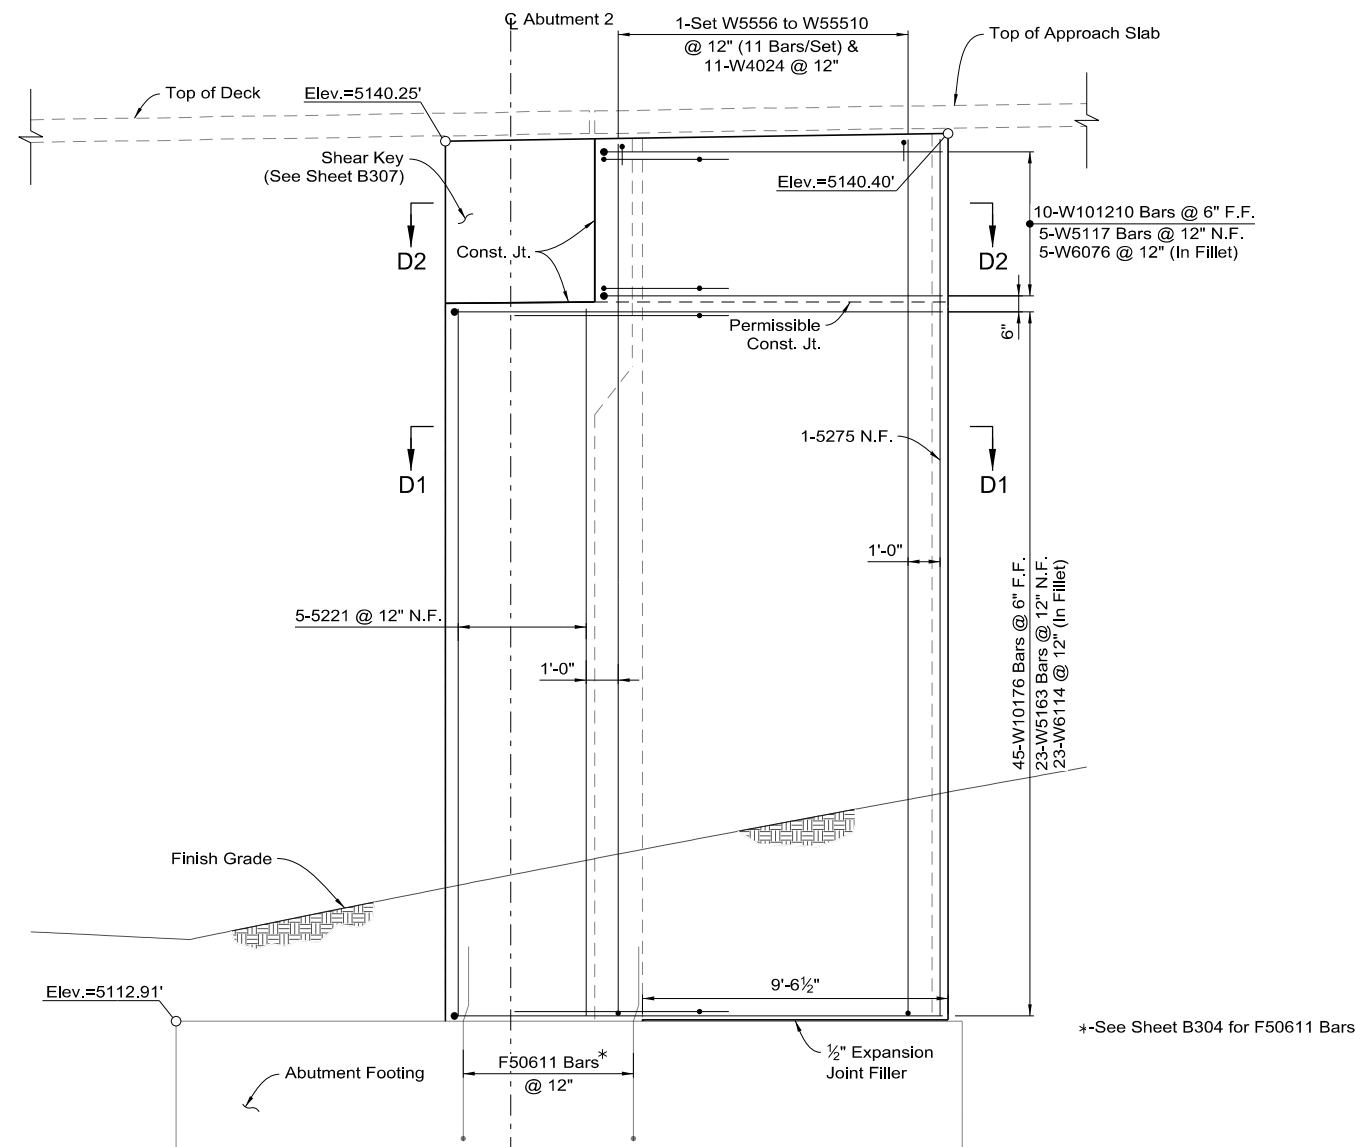 ℄ Abutment 2
1-Set W5556 to W55510
@ 12" (11 Bars/Set) &
11-W4024 @ 12"
Top of Approach Slab
Top of Deck
Elev.=5140.25'
Shear Key
(See Sheet B307)
Elev.=5140.40'
10-W101210 Bars @ 6" F.F.
5-W5117 Bars @ 12" N.F.
5-W6076 @ 12" (In Fillet)
D2
Const. Jt.
D2
Permissible
Const. Jt.
6"
1-5275 N.F.
D1
D1
1'-0"
45-W10176 Bars @ 6" F.F.
23-W5163 Bars @ 12" N.F.
23-W6114 @ 12" (In Fillet)
5-5221 @ 12" N.F.
1'-0"
Finish Grade
Elev.=5112.91'
9'-6½"
*-See Sheet B304 for F50611 Bars
F50611 Bars*
@ 12"
½" Expansion
Joint Filler
Abutment Footing